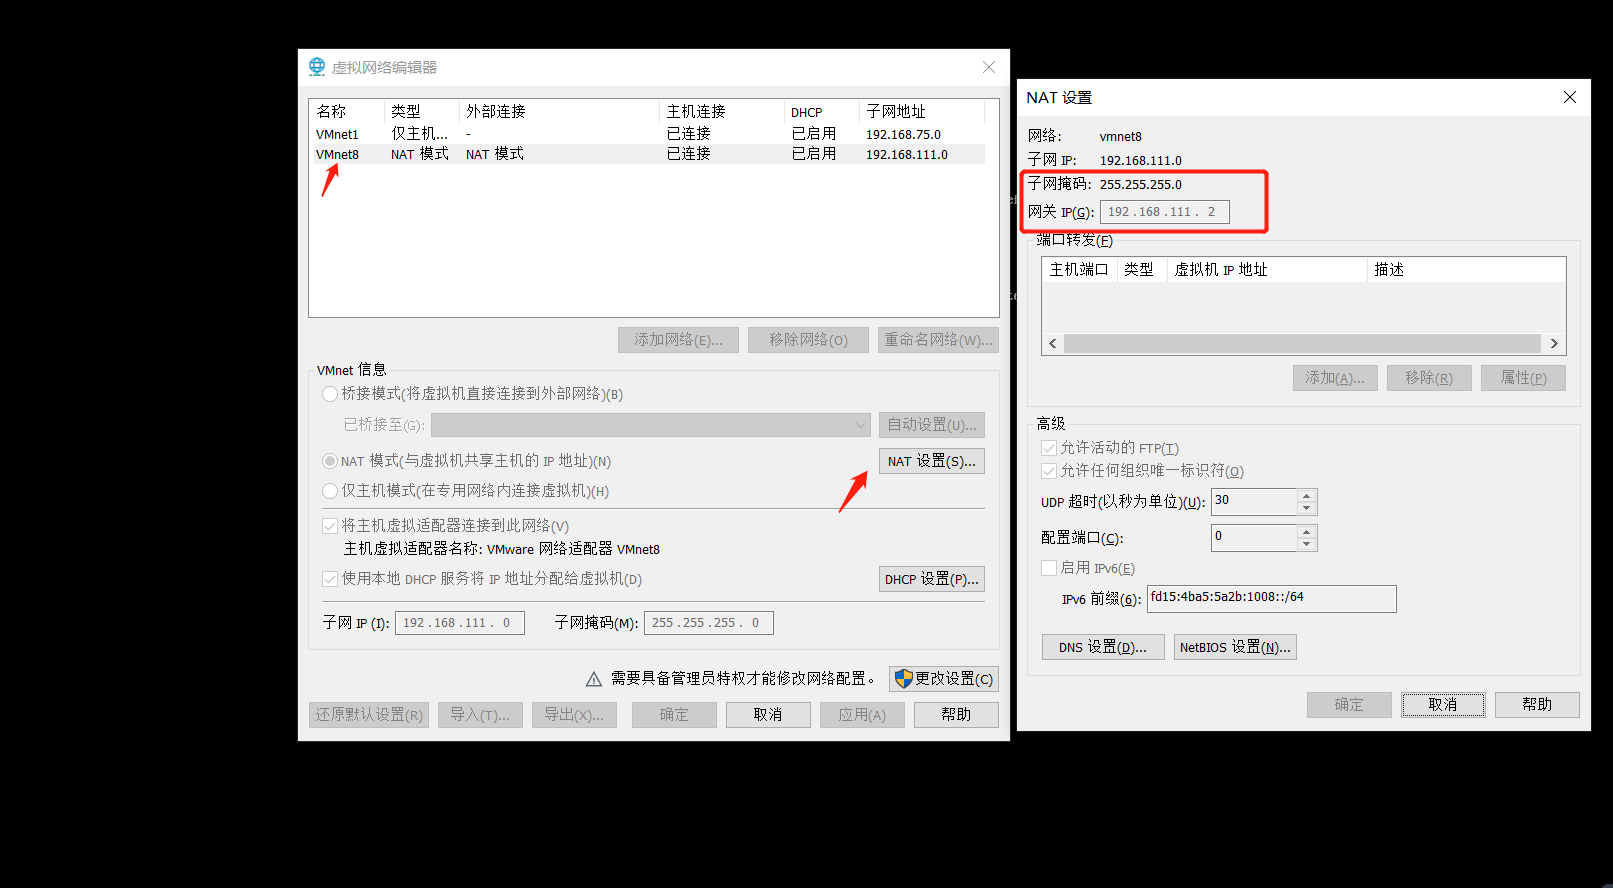 虚拟网络编辑器
名称 类型 外部连接 主机连接 DHCP 子网地址
VMnet1 仅主机... - 已连接 已启用 192.168.75.0
VMnet8 NAT 模式 NAT 模式 已连接 已启用 192.168.111.0
添加网络(E)... 移除网络(O) 重命名网络(W)...
VMnet 信息
桥接模式(将虚拟机直接连接到外部网络)(B)
已桥接至(G): 自动设置(U)...
NAT 模式(与虚拟机共享主机的 IP 地址)(N) NAT 设置(S)...
仅主机模式(在专用网络内连接虚拟机)(H)
将主机虚拟适配器连接到此网络(V)
主机虚拟适配器名称: VMware 网络适配器 VMnet8
使用本地 DHCP 服务将 IP 地址分配给虚拟机(D) DHCP 设置(P)...
子网 IP (I): 192 . 168 . 111 . 0 子网掩码(M): 255 . 255 . 255 . 0
需要具备管理员特权才能修改网络配置。 更改设置(C)
还原默认设置(R) 导入(T)... 导出(X)... 确定 取消 应用(A) 帮助
NAT 设置
网络: vmnet8
子网 IP: 192.168.111.0
子网掩码: 255.255.255.0
网关 IP(G): 192 . 168 . 111 . 2
端口转发(F)
主机端口 类型 虚拟机 IP 地址 描述
添加(A)... 移除(R) 属性(P)
高级
允许活动的 FTP(T)
允许任何组织唯一标识符(O)
UDP 超时(以秒为单位)(U): 30
配置端口(C): 0
启用 IPv6(E)
IPv6 前缀(6): fd15:4ba5:5a2b:1008::/64
DNS 设置(D)... NetBIOS 设置(N)...
确定 取消 帮助